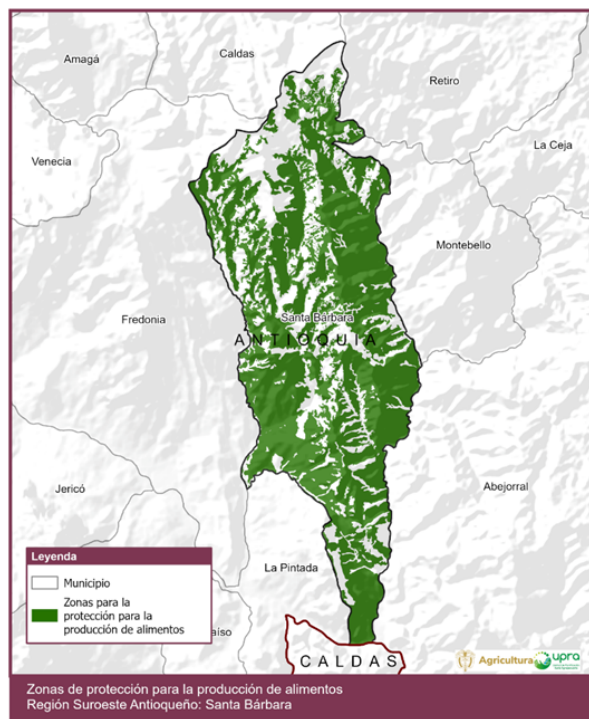 Amagá
Caldas
Retiro
La Ceja
Venecia
Montebello
Fredonia
Santa Bárbara
ANTIOQUIA
Jericó
Abejorral
La Pintada
Leyenda
Municipio
Zonas para la
protección para la
producción de alimentos
aiso
CALDAS
Agricultura
upra
Zonas de protección para la producción de alimentos
Región Suroeste Antioqueño: Santa Bárbara